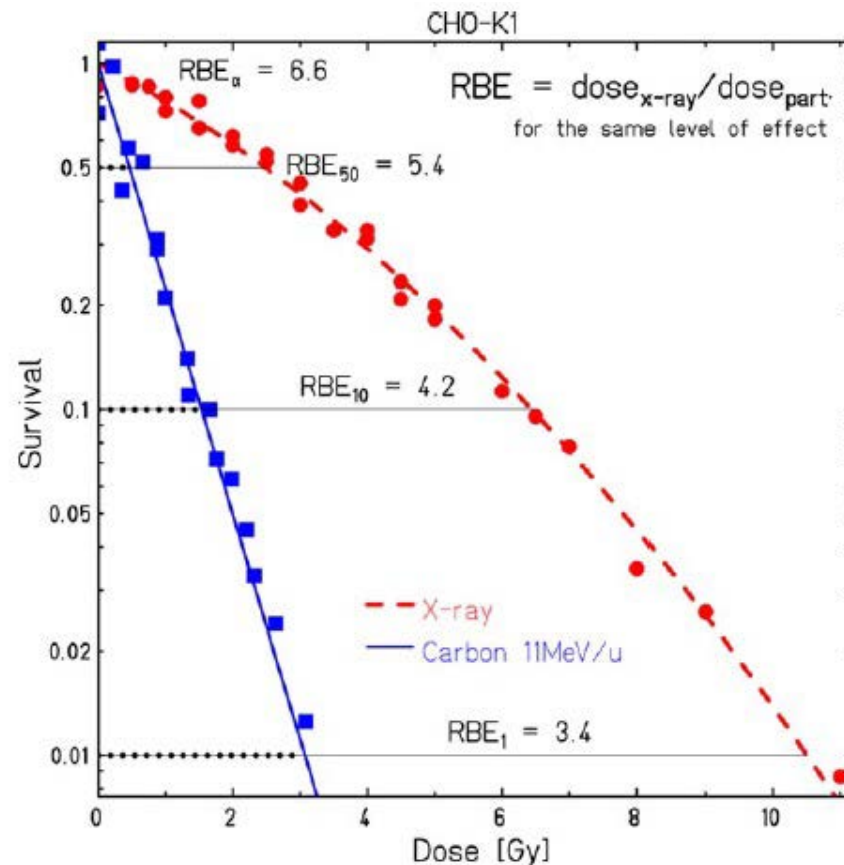 CHO-K1
1
RBEα = 6.6
RBE = dosex-ray/dosepart.
for the same level of effect
0.5
RBE50 = 5.4
0.2
RBE10 = 4.2
0.1
Survival
0.05
X-ray
0.02
Carbon 11MeV/u
RBE1 = 3.4
0.01
0 2 4 6 8 10
Dose [Gy]